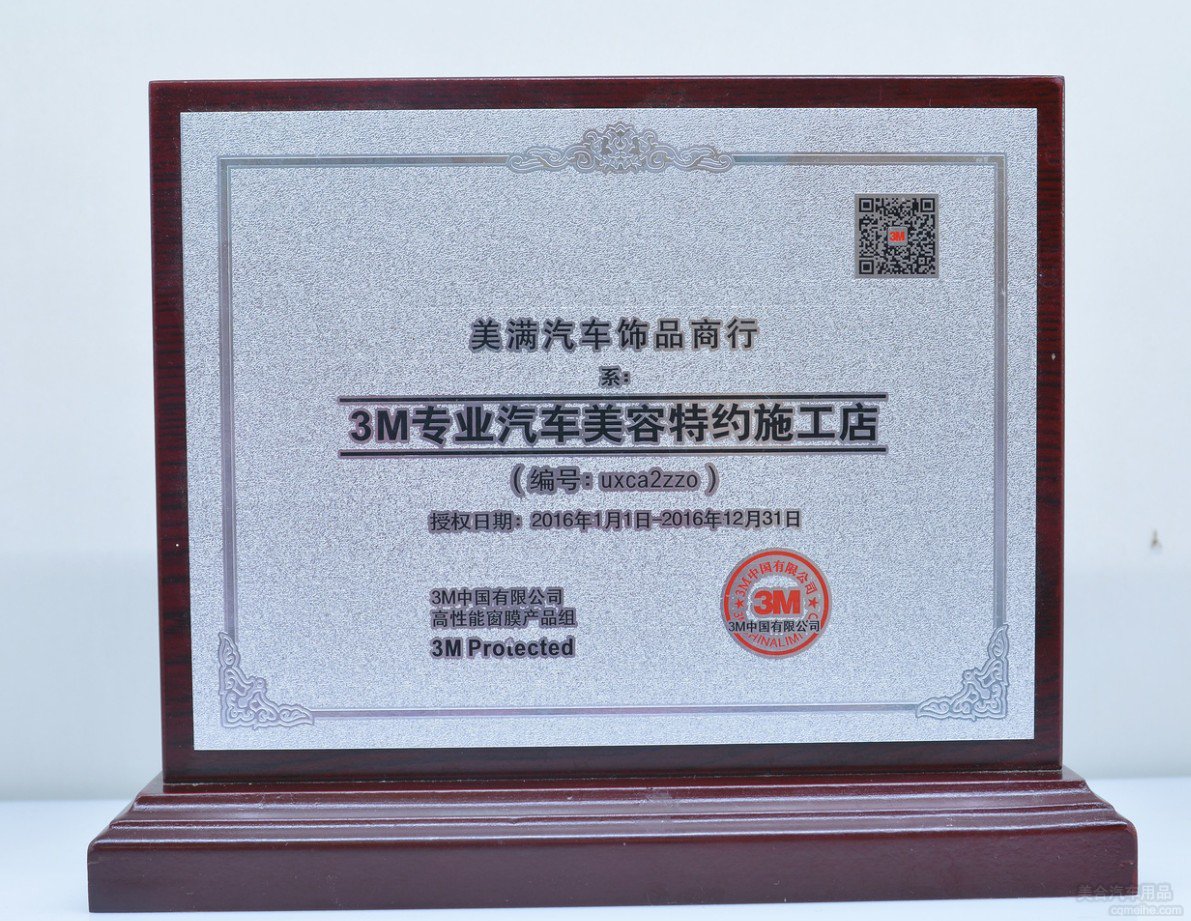 3M
美满汽车饰品商行
系：
3M专业汽车美容特约施工店
（编号：uxca2zzo）
授权日期：2016年1月1日-2016年12月31日
3M中国有限公司
高性能窗膜产品组
3M Protected
3M中国有限公司
3M
3M中国有限公司
美合汽车用品
cqmeihe.com